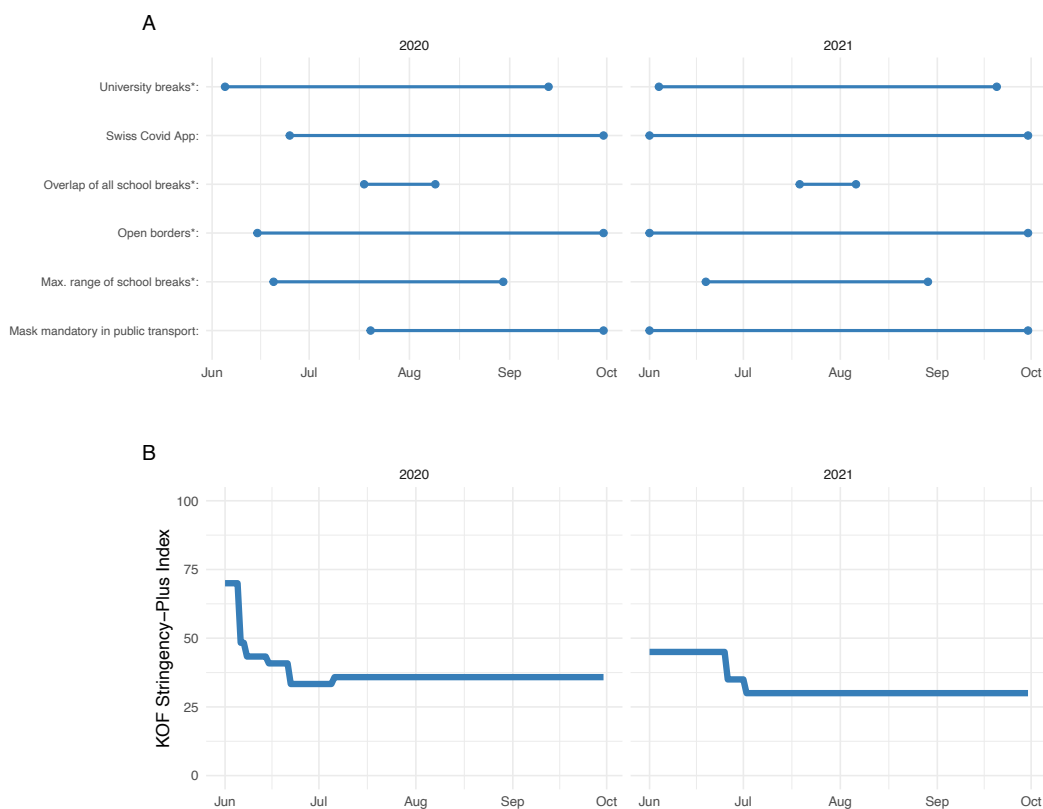 A
2020 2021
University breaks*:
Swiss Covid App:
Overlap of all school breaks*:
Open borders*:
Max. range of school breaks*:
Mask mandatory in public transport:
Jun Jul Aug Sep Oct Jun Jul Aug Sep Oct
B
2020 2021
KOF Stringency−Plus Index
100
75
50
25
0
Jun Jul Aug Sep Oct Jun Jul Aug Sep Oct